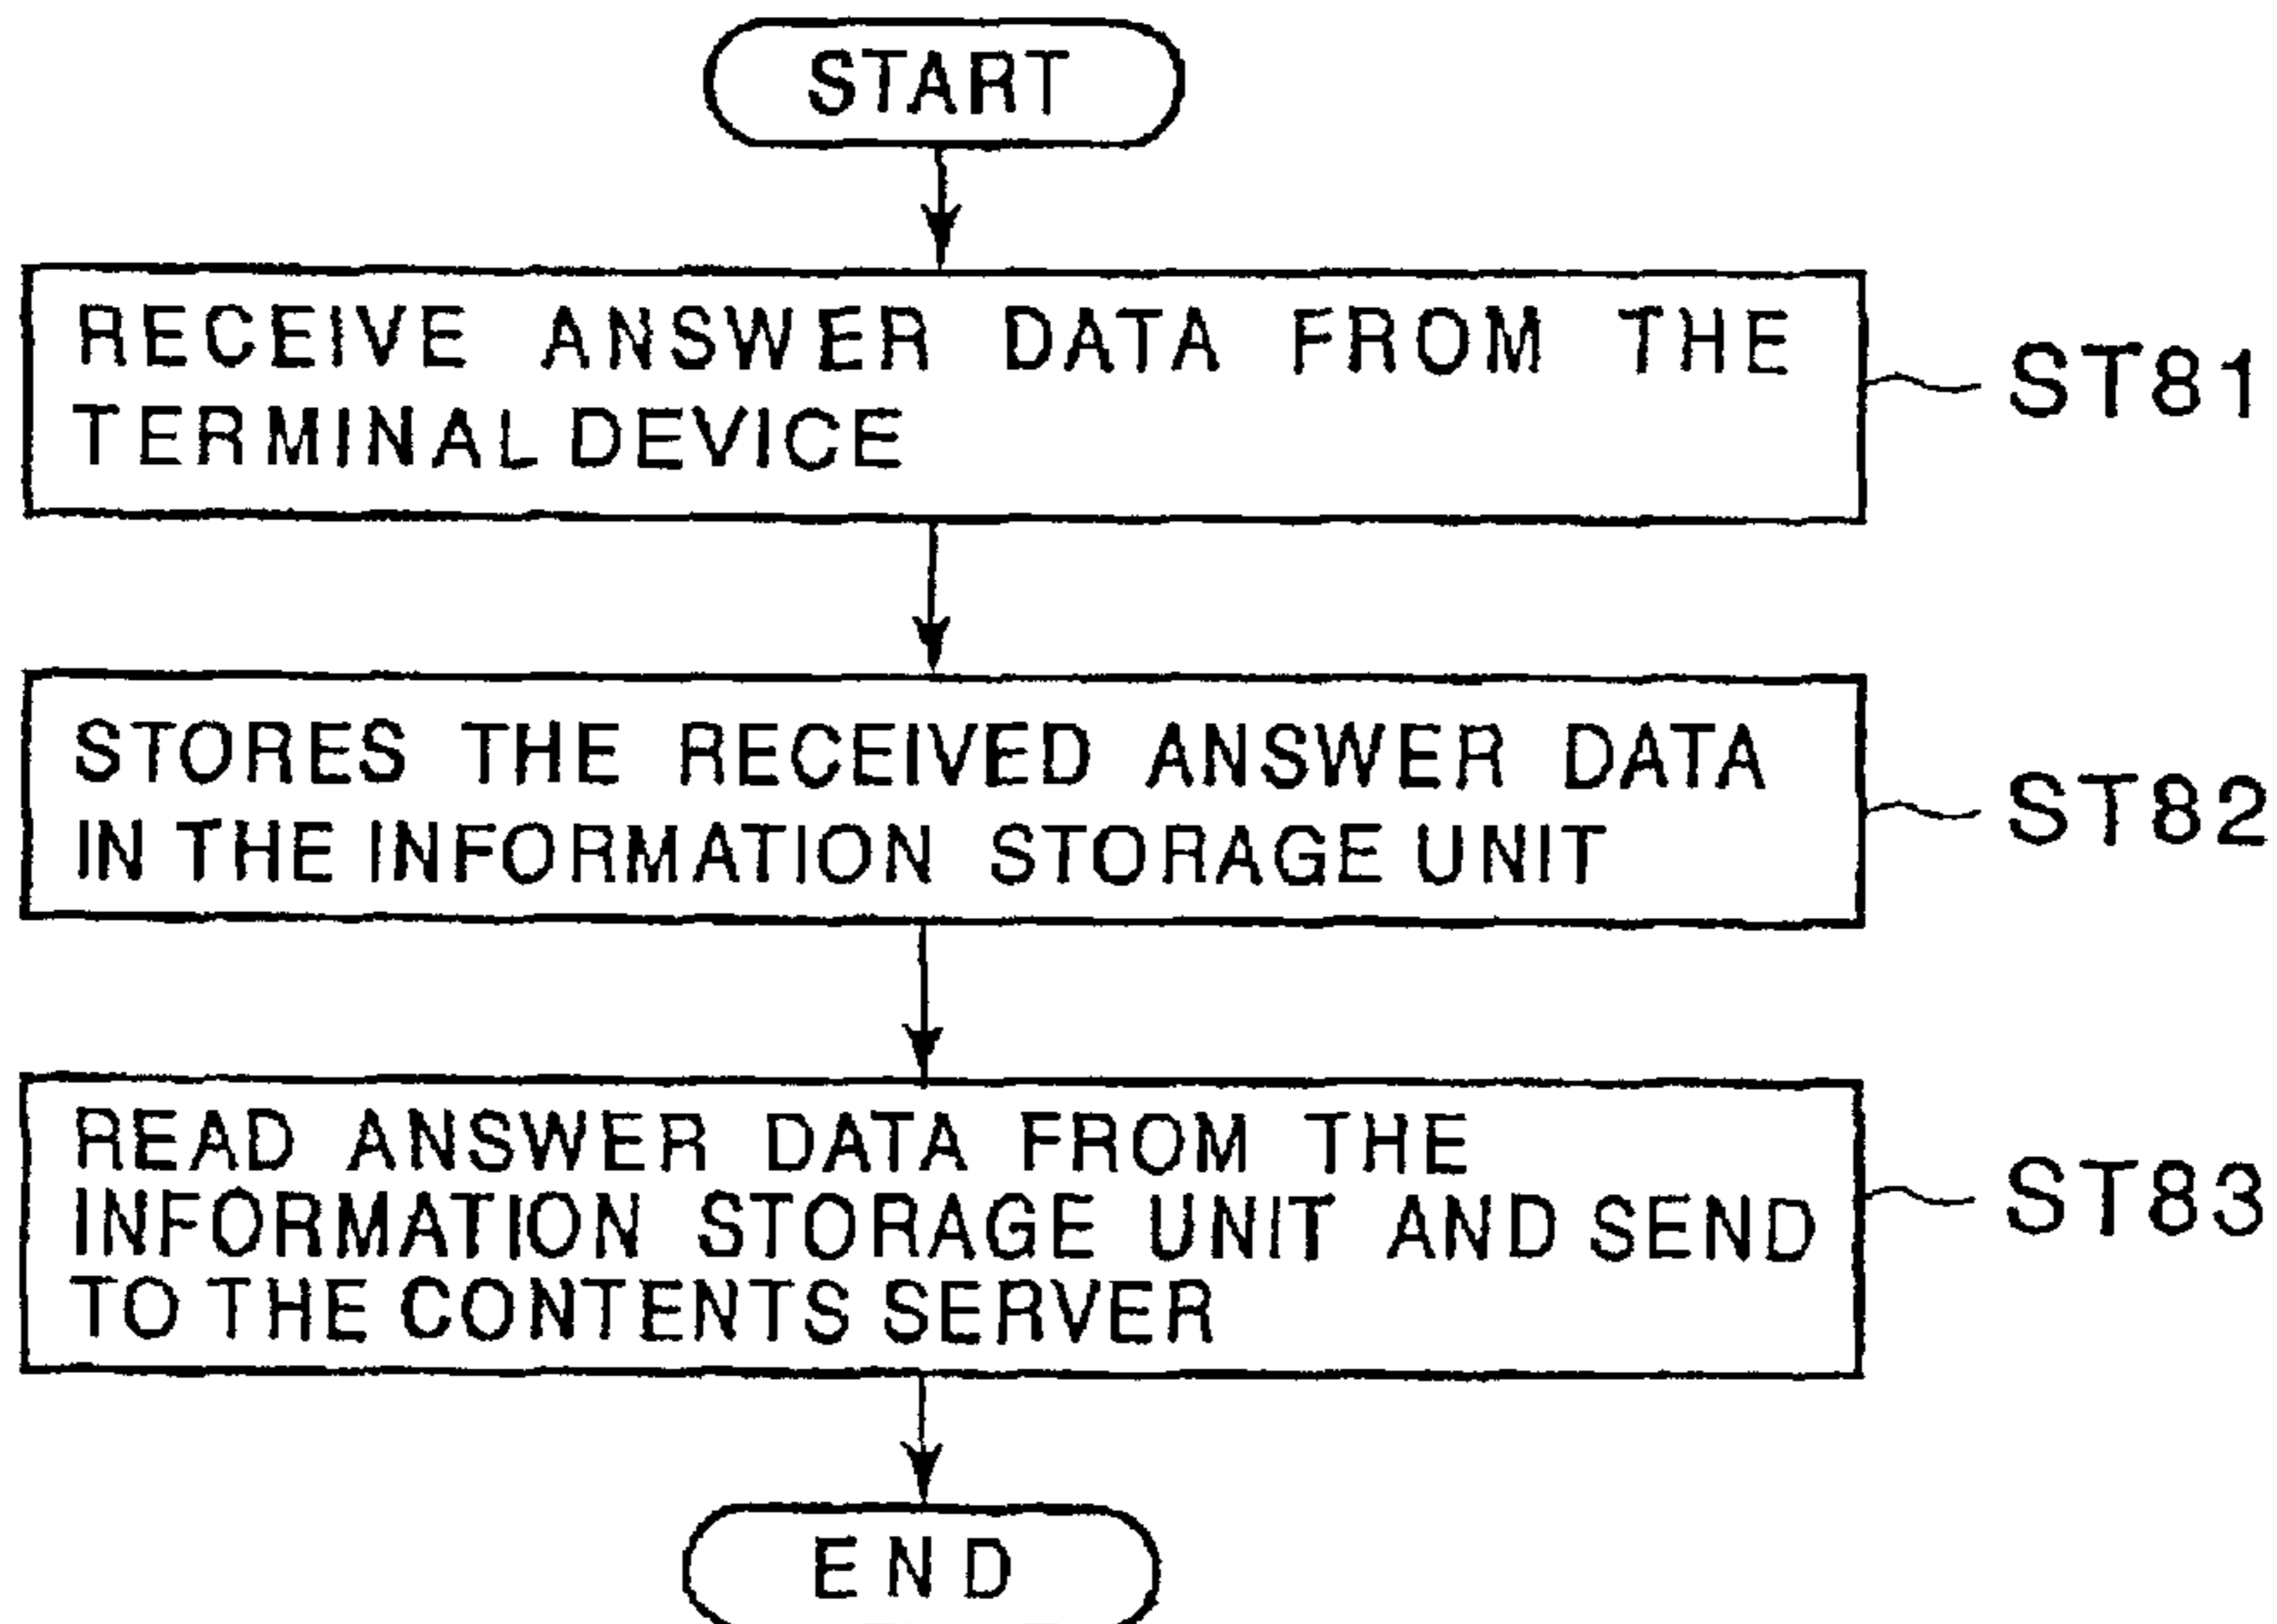 START
RECEIVE ANSWER DATA FROM THE
TERMINAL DEVICE
ST81
STORES THE RECEIVED ANSWER DATA
IN THE INFORMATION STORAGE UNIT
ST82
READ ANSWER DATA FROM THE
INFORMATION STORAGE UNIT AND SEND
TO THE CONTENTS SERVER
ST83
END